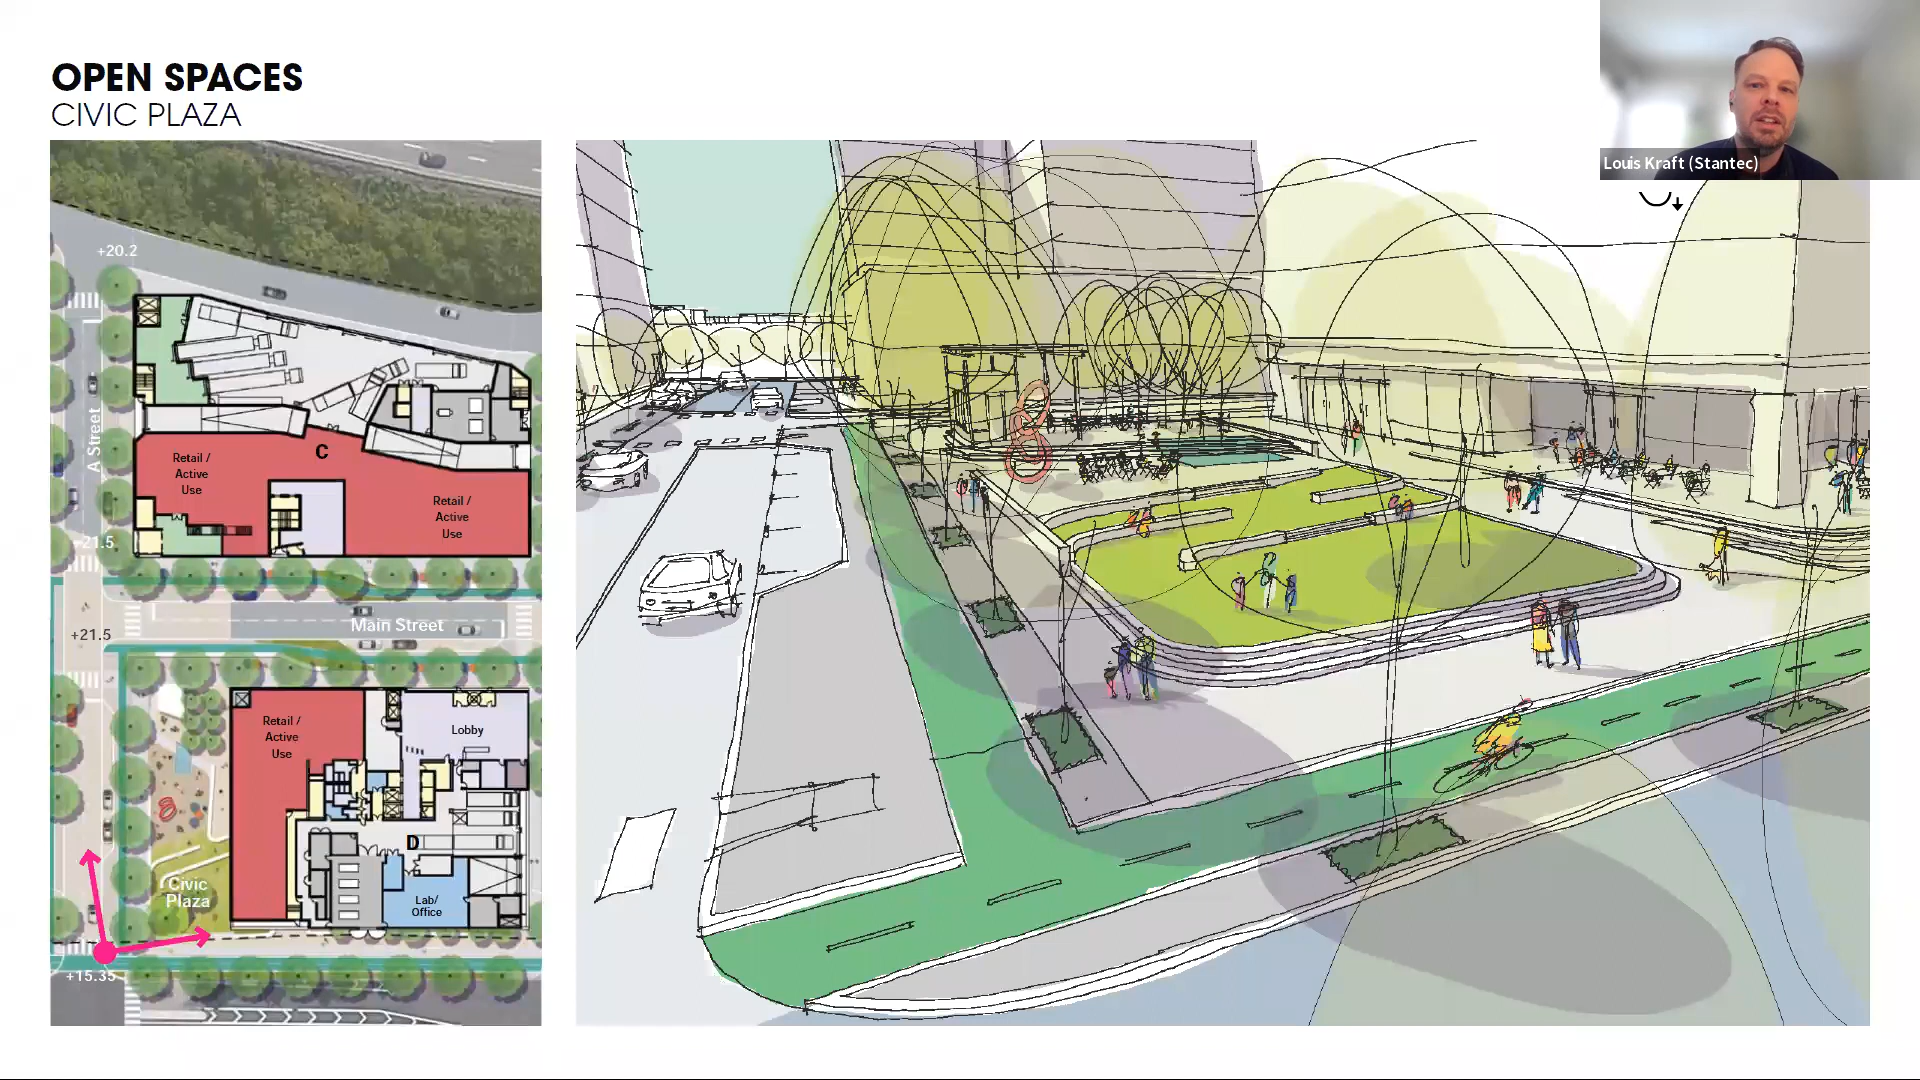 OPEN SPACES
CIVIC PLAZA
Louis Kraft (Stantec)
+20.2
A Street
C
Retail /
Active
Use
Retail /
Active
Use
+21.5
Main Street
+21.5
Retail /
Active
Use
Lobby
D
Civic
Plaza
Lab/
Office
+15.35